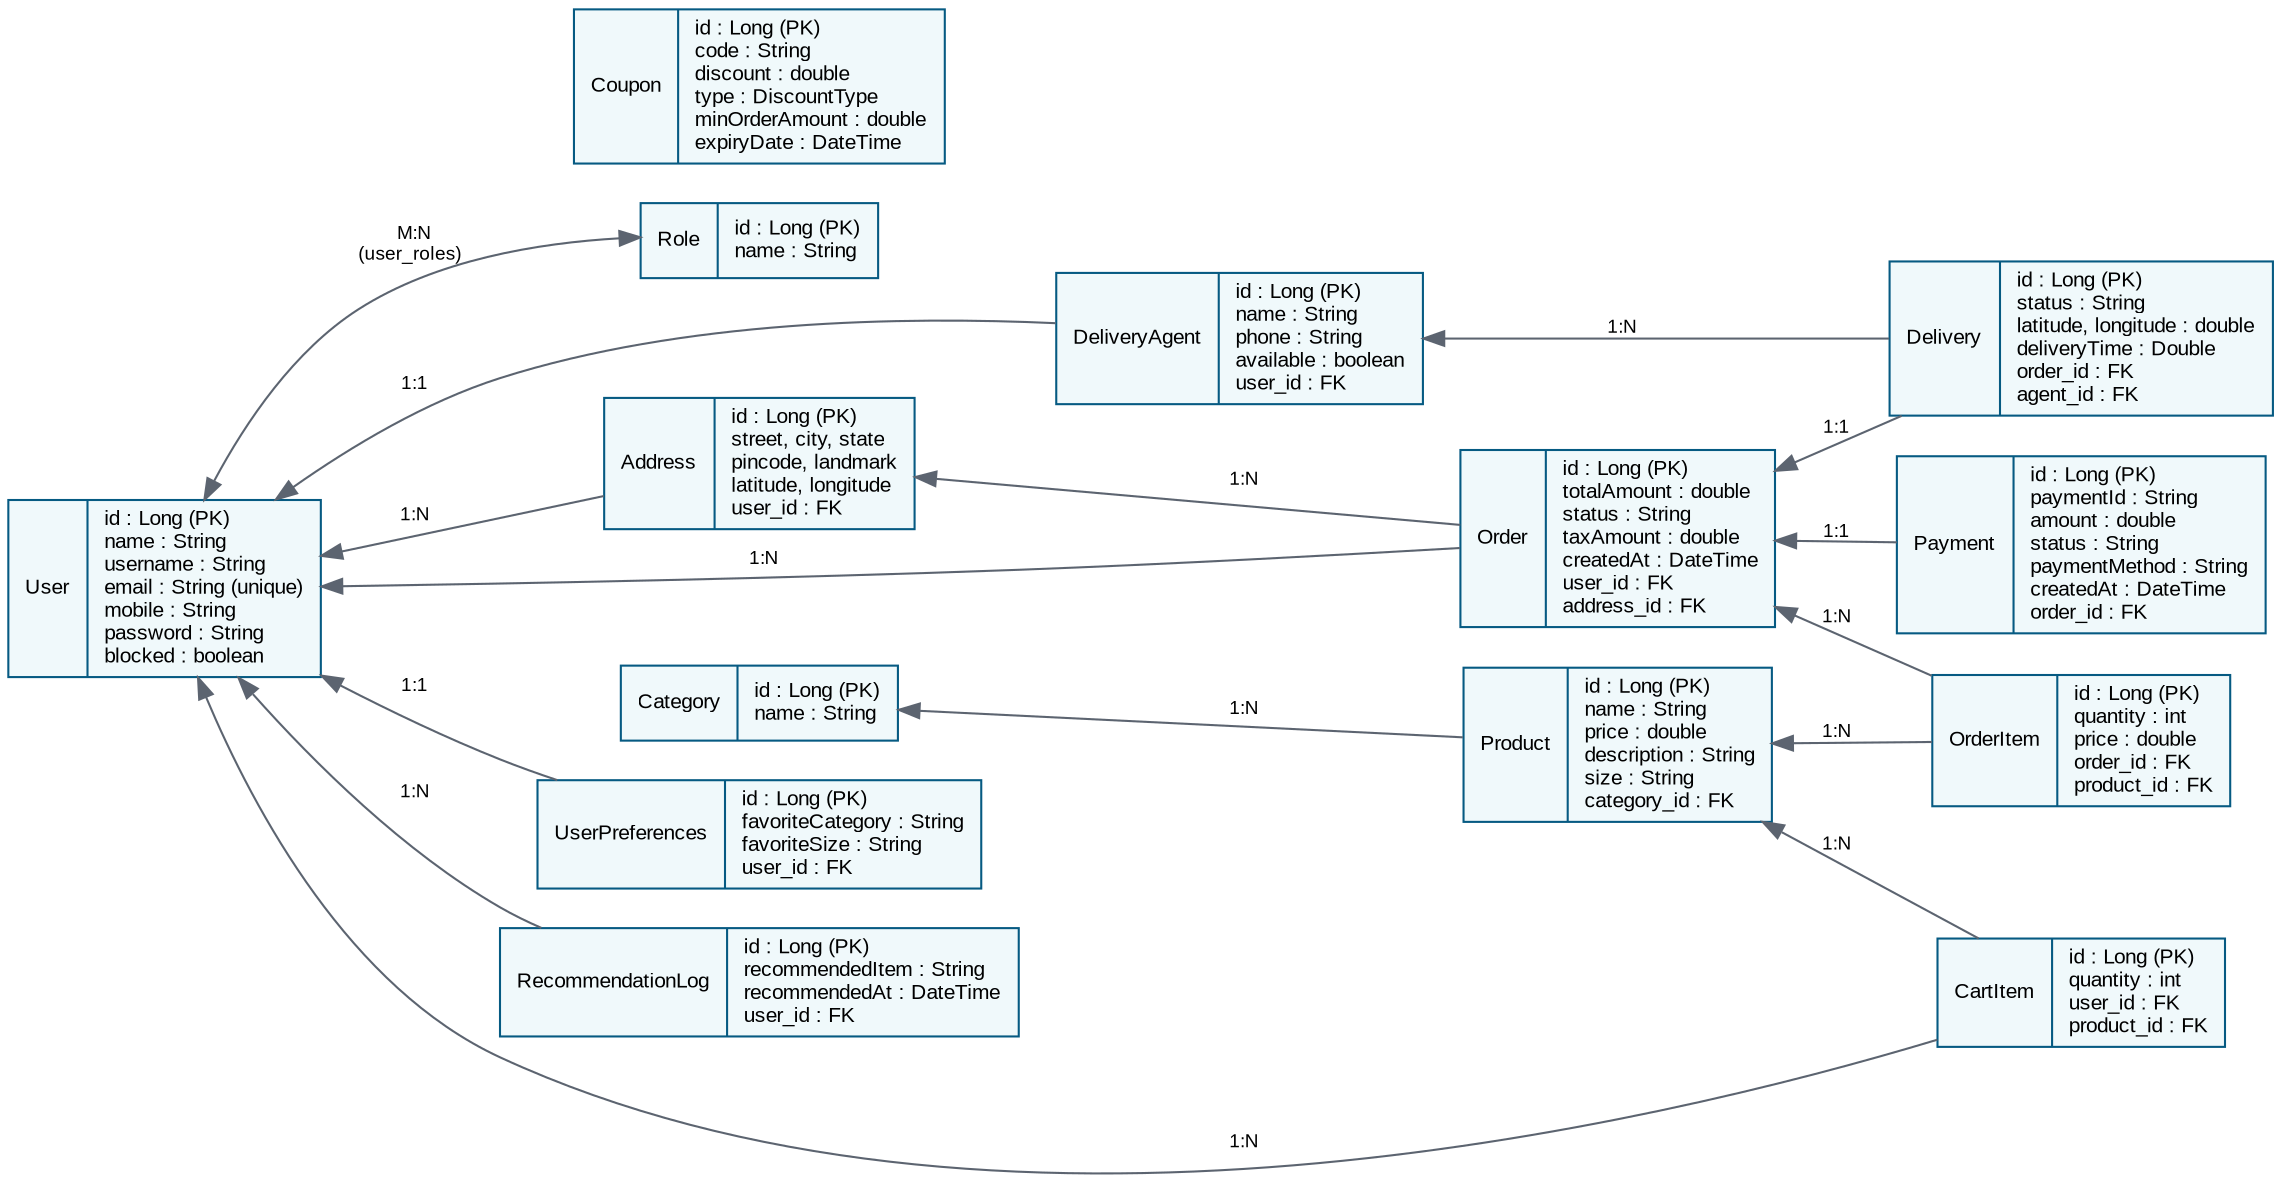 Coupon
id : Long (PK)
code : String
discount : double
type : DiscountType
minOrderAmount : double
expiryDate : DateTime
M:N
(user_roles)
Role
id : Long (PK)
name : String
1:1
DeliveryAgent
id : Long (PK)
name : String
phone : String
available : boolean
user_id : FK
1:N
Delivery
id : Long (PK)
status : String
latitude, longitude : double
deliveryTime : Double
order_id : FK
agent_id : FK
Address
id : Long (PK)
street, city, state
pincode, landmark
latitude, longitude
user_id : FK
1:N
1:N
1:N
1:1
User
id : Long (PK)
name : String
username : String
email : String (unique)
mobile : String
password : String
blocked : boolean
Order
id : Long (PK)
totalAmount : double
status : String
taxAmount : double
createdAt : DateTime
user_id : FK
address_id : FK
1:1
Payment
id : Long (PK)
paymentId : String
amount : double
status : String
paymentMethod : String
createdAt : DateTime
order_id : FK
1:N
1:1
Category
id : Long (PK)
name : String
1:N
Product
id : Long (PK)
name : String
price : double
description : String
size : String
category_id : FK
1:N
OrderItem
id : Long (PK)
quantity : int
price : double
order_id : FK
product_id : FK
1:N
UserPreferences
id : Long (PK)
favoriteCategory : String
favoriteSize : String
user_id : FK
1:N
RecommendationLog
id : Long (PK)
recommendedItem : String
recommendedAt : DateTime
user_id : FK
CartItem
id : Long (PK)
quantity : int
user_id : FK
product_id : FK
1:N